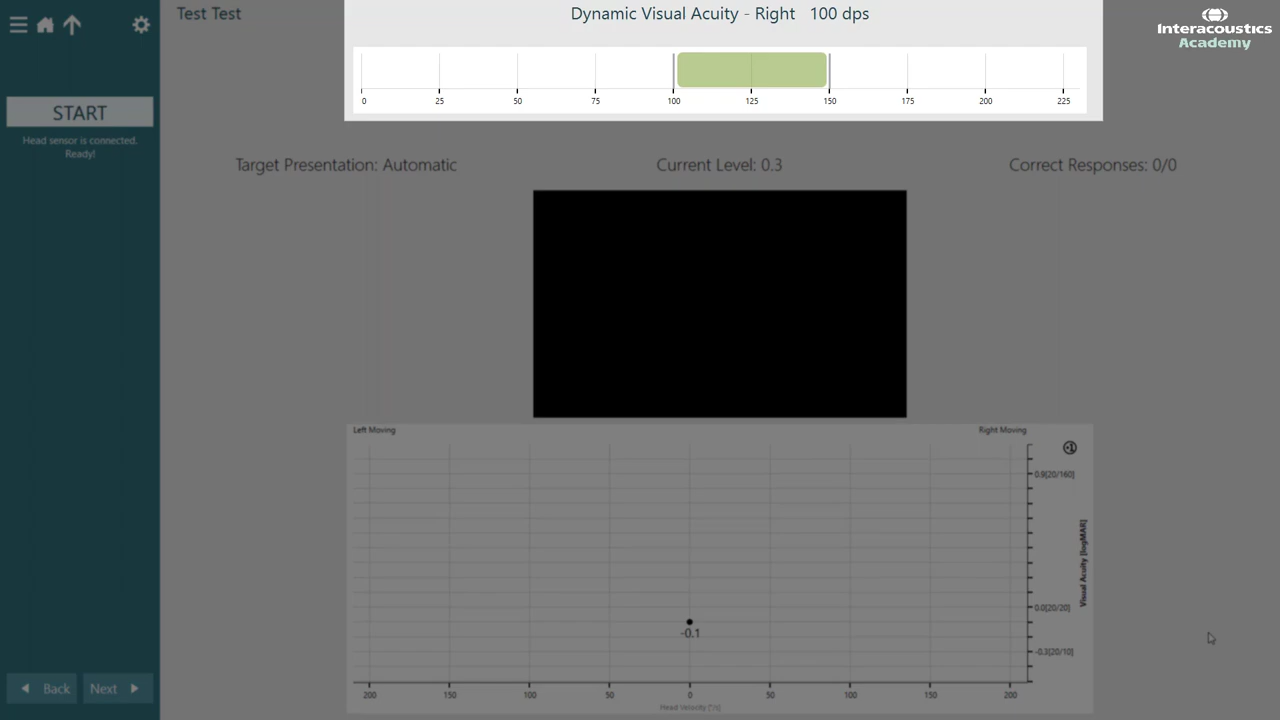 Test Test
Dynamic Visual Acuity - Right 100 dps
Interacoustics
Academy
0 25 50 75 100 125 150 175 200 225
START
Head sensor is connected.
Ready!
Target Presentation: Automatic
Current Level: 0.3
Correct Responses: 0/0
Left Moving
Right Moving
0.9[20/160]
0.0[20/20]
-0.3[20/10]
Visual Acuity [logMAR]
-0.1
200 150 100 50 0 50 100 150 200
Head Velocity [°/s]
Back
Next